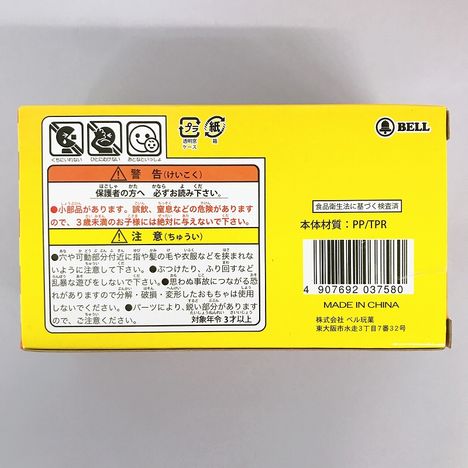 くちにいれない ひとにむけない おとなといっしょ
プラ
透明窓
ケース
紙
箱
BELL
警 告 (けいこく)
保護者の方へ 必ずお読み下さい。
●小部品があります。誤飲、窒息などの危険がありますので、
３歳未満のお子様には絶対に与えないで下さい。
注 意 (ちゅうい)
●穴や可動部分付近に指や髪の毛や衣服などを挟まれな
いように注意して下さい。●ぶつけたり、ふり回すなど
乱暴な遊びをしないで下さい。●思わぬ事故につながる恐
れがありますので分解・破損・変形したおもちゃは使用
しないでください。●パーツにより、鋭い部分があります
ので、ご注意ください。 対象年令 3才以上
食品衛生法に基づく検査済
本体材質：PP/TPR
4 907692 037580
MADE IN CHINA
株式会社 ベル玩菓
東大阪市水走3丁目7番32号